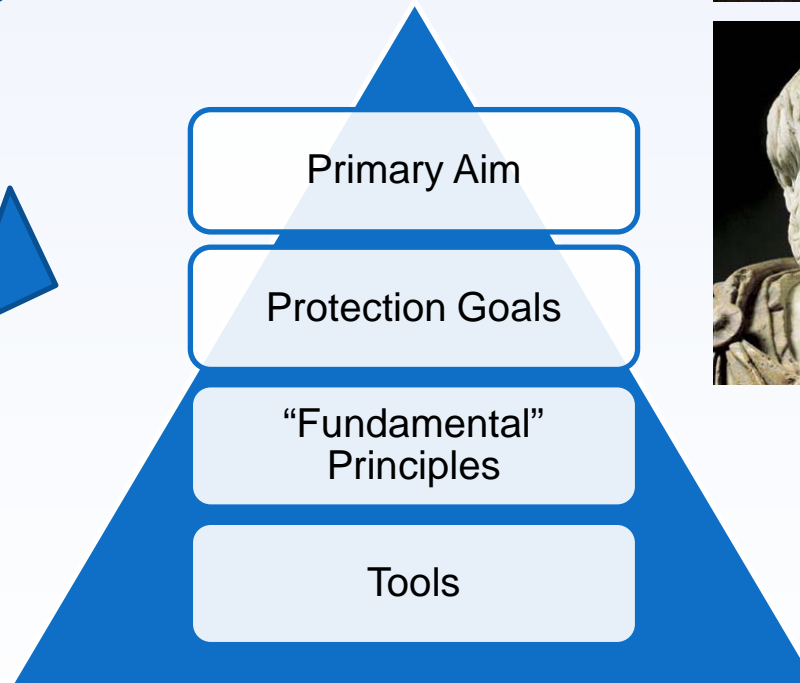 Primary Aim
Protection Goals
“Fundamental”
Principles
Tools